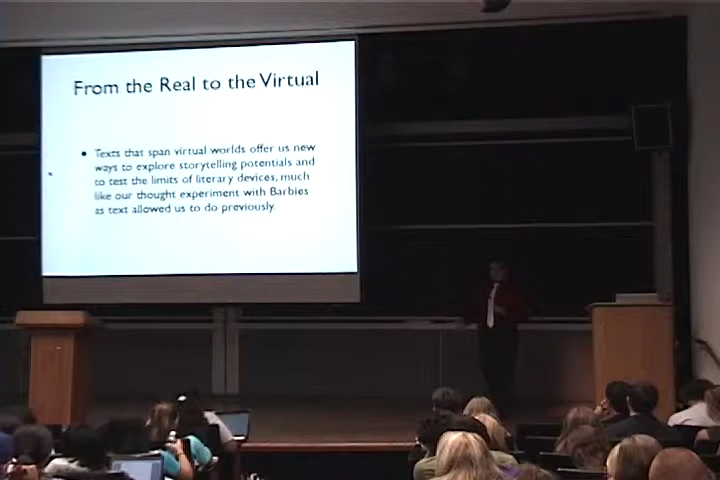 From the Real to the Virtual
• Texts that span virtual worlds offer us new
ways to explore storytelling potentials and
to test the limits of literary devices, much
like our thought experiment with Barbies
as text allowed us to do previously.